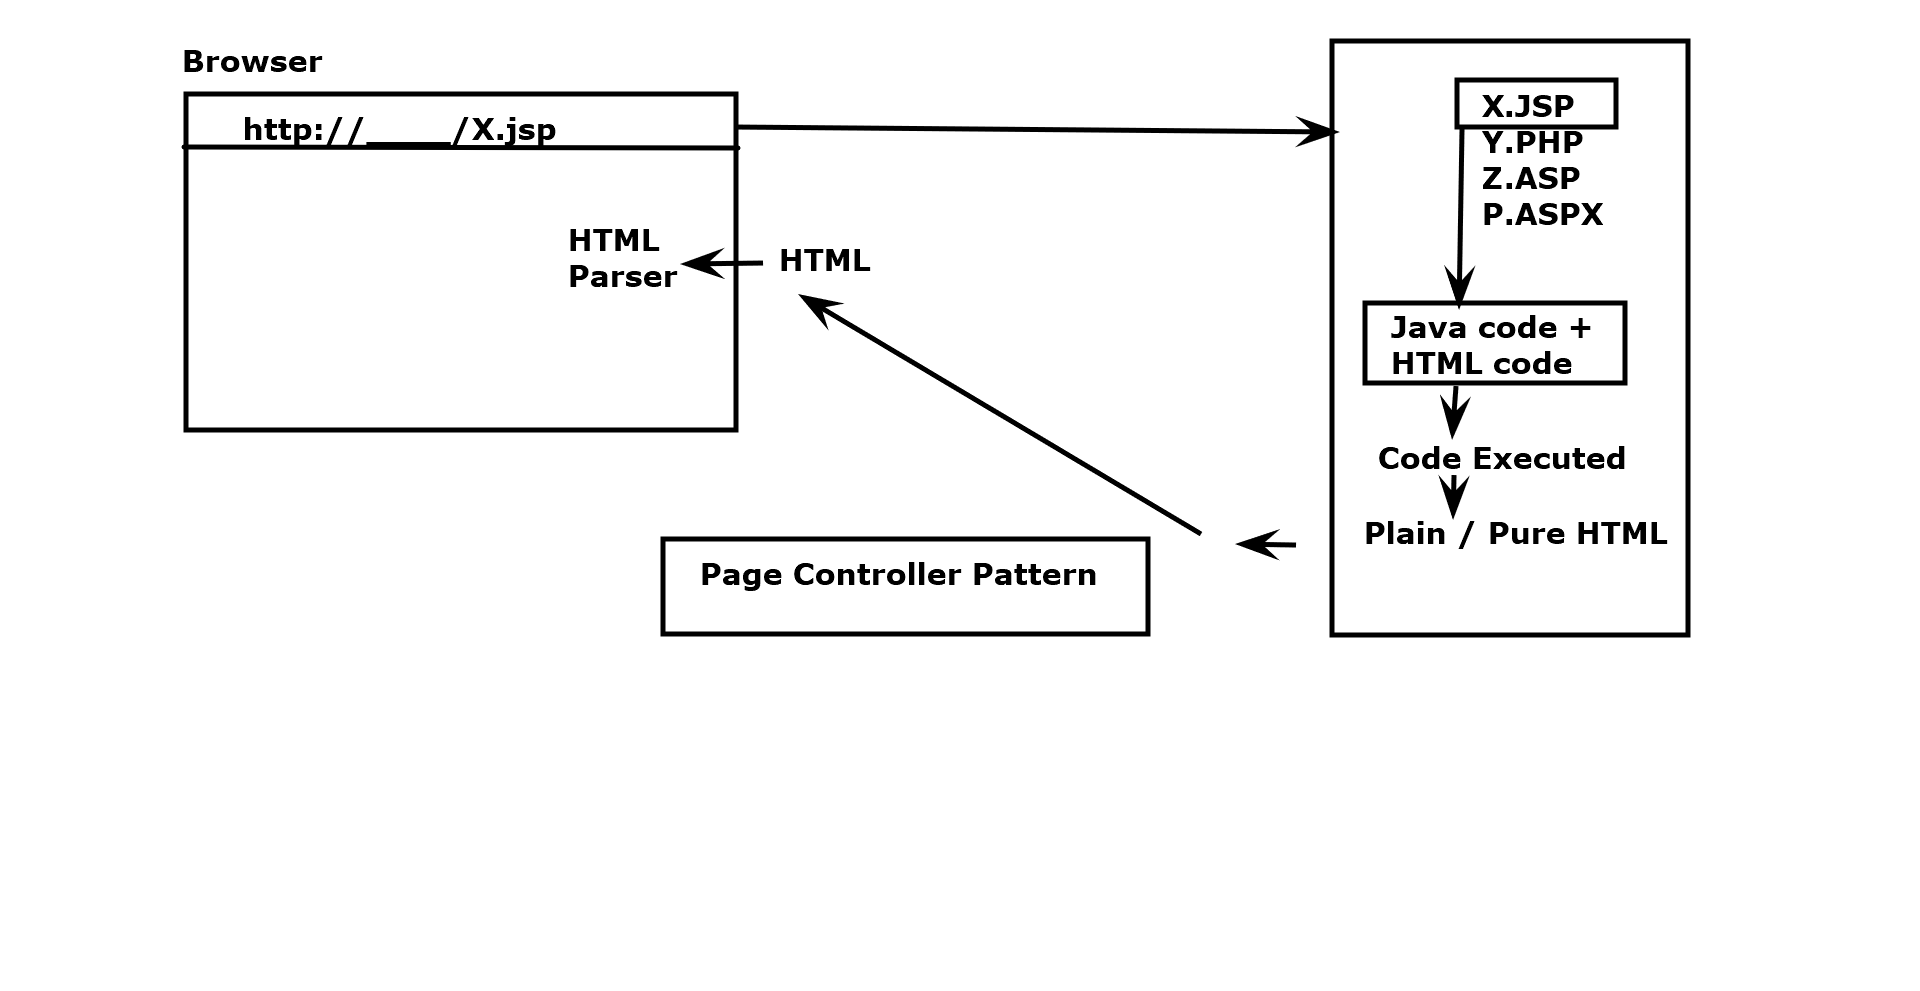 Browser
http://_____/X.jsp
HTML
Parser
HTML
X.JSP
Y.PHP
Z.ASP
P.ASPX
Java code +
HTML code
Code Executed
Plain / Pure HTML
Page Controller Pattern